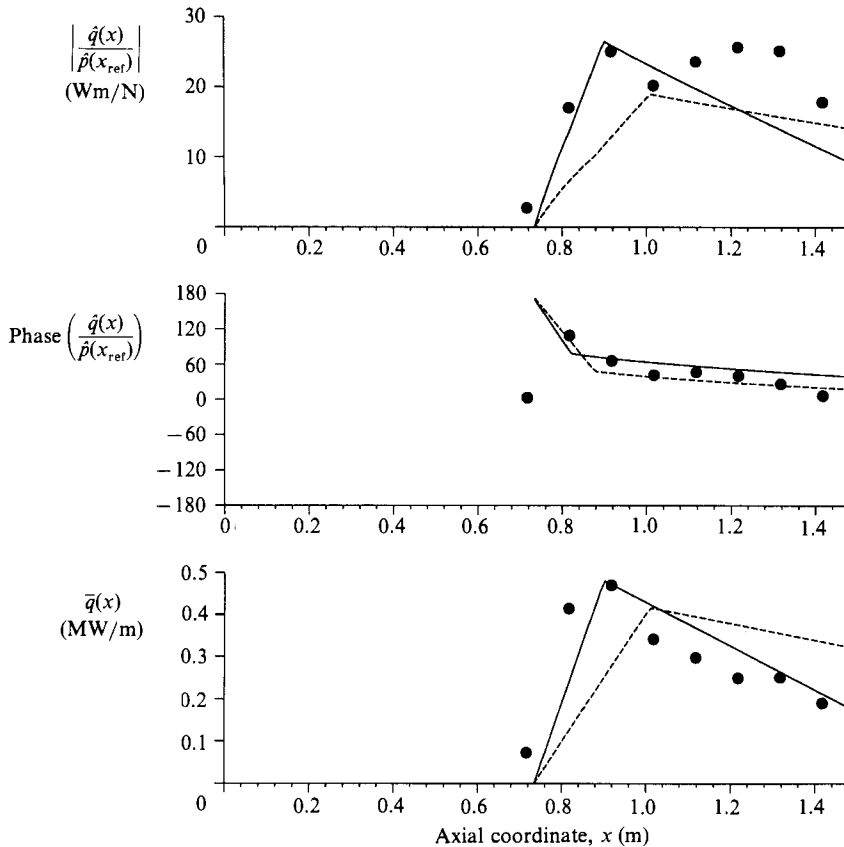 30
20
10
|q̂(x)/p̂(x_ref)|
(Wm/N)
0 0.2 0.4 0.6 0.8 1.0 1.2 1.4
180
120
60
0
−60
−120
−180
Phase (q̂(x)/p̂(x_ref))
0 0.2 0.4 0.6 0.8 1.0 1.2 1.4
0.5
0.4
0.3
0.2
0.1
q̅(x)
(MW/m)
0 0.2 0.4 0.6 0.8 1.0 1.2 1.4
Axial coordinate, x (m)